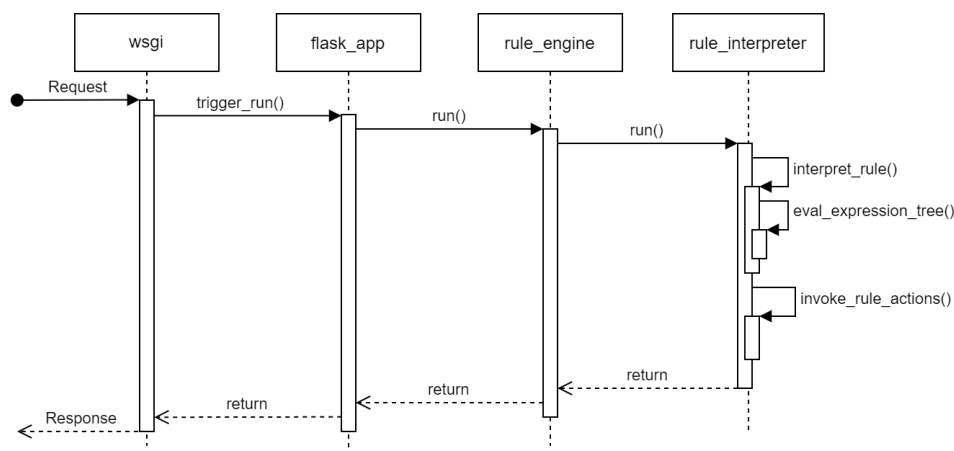 wsgi
flask_app
rule_engine
rule_interpreter
Request
trigger_run()
run()
run()
interpret_rule()
eval_expression_tree()
invoke_rule_actions()
return
return
return
Response